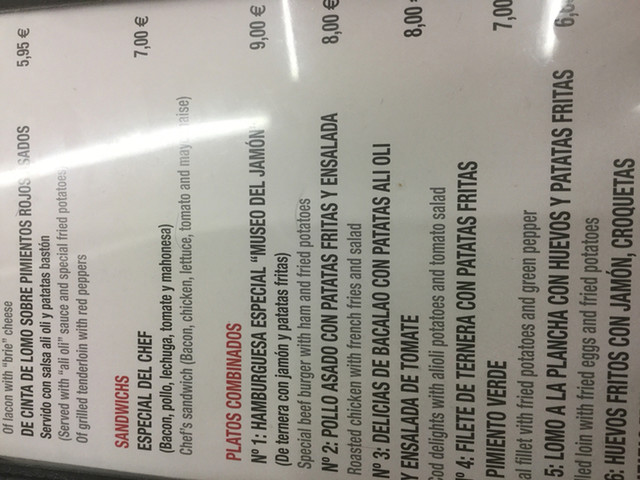 Of lacon with "brie" cheese
DE CINTA DE LOMO SOBRE PIMIENTOS ROJOS 5,95 €
Servido con salsa ali oli y patatas bastón
(Served with "all oli" sauce and special fried potatoes
Of grilled tenderloin with red peppers
SANDWICHS
ESPECIAL DEL CHEF 7,00 €
(Bacon, pollo, lechuga, tomate y mahonesa)
Chef's sandwich (Bacon, chicken, lettuce, tomato and
PLATOS COMBINADOS
Nº 1: HAMBURGUESA ESPECIAL "MUSEO DEL JAMÓN 9,00 €
(De ternera con jamón y patatas fritas)
Special beef burger with ham and fried potatoes
Nº 2: POLLO ASADO CON PATATAS FRITAS Y ENSALADA 8,00 €
Roasted chicken with french fries and salad
Nº 3: DELICIAS DE BACALAO CON PATATAS ALI OLI 8,00
Y ENSALADA DE TOMATE
Cod delights with alioli potatoes and tomato salad
Nº 4: FILETE DE TERNERA CON PATATAS FRITAS 7,00
PIMIENTO VERDE
fillet with fried potatoes and green pepper
5: LOMO A LA PLANCHA CON HUEVOS Y PATATAS FRITAS
loin with fried eggs and fried potatoes
6: HUEVOS FRITOS CON JAMÓN, CROQUETAS